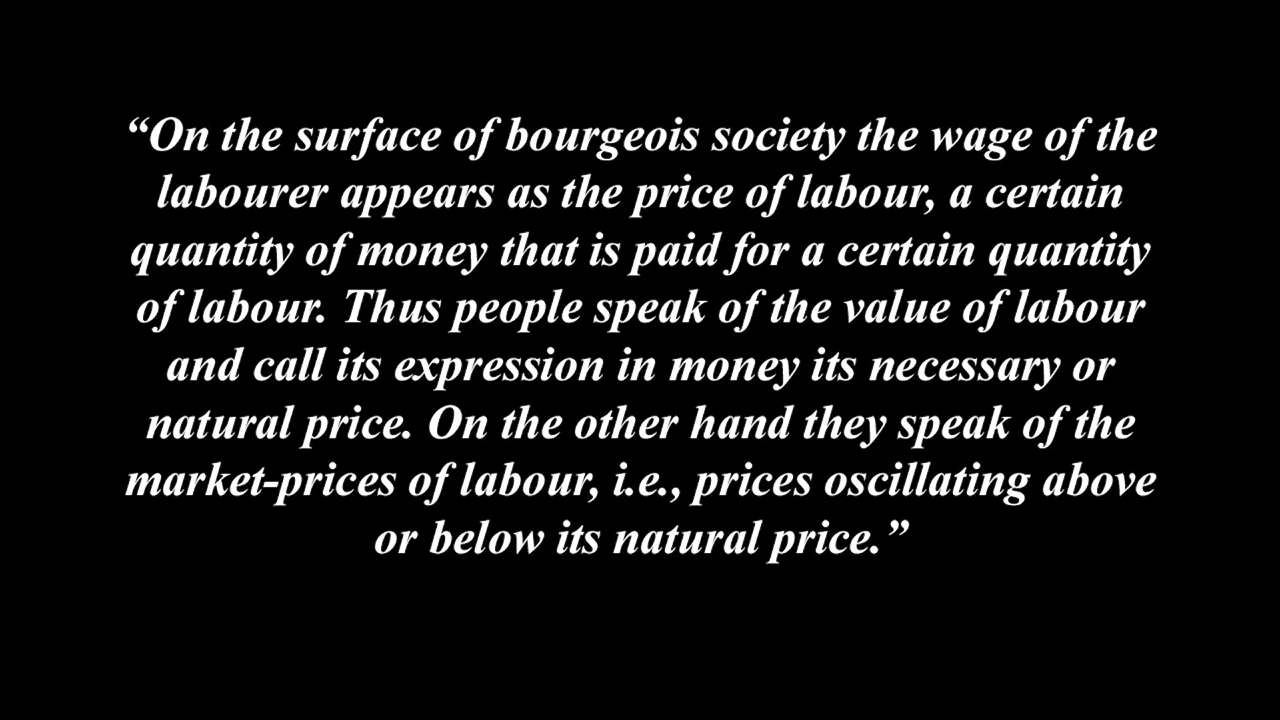 “On the surface of bourgeois society the wage of the
labourer appears as the price of labour, a certain
quantity of money that is paid for a certain quantity
of labour. Thus people speak of the value of labour
and call its expression in money its necessary or
natural price. On the other hand they speak of the
market-prices of labour, i.e., prices oscillating above
or below its natural price.”